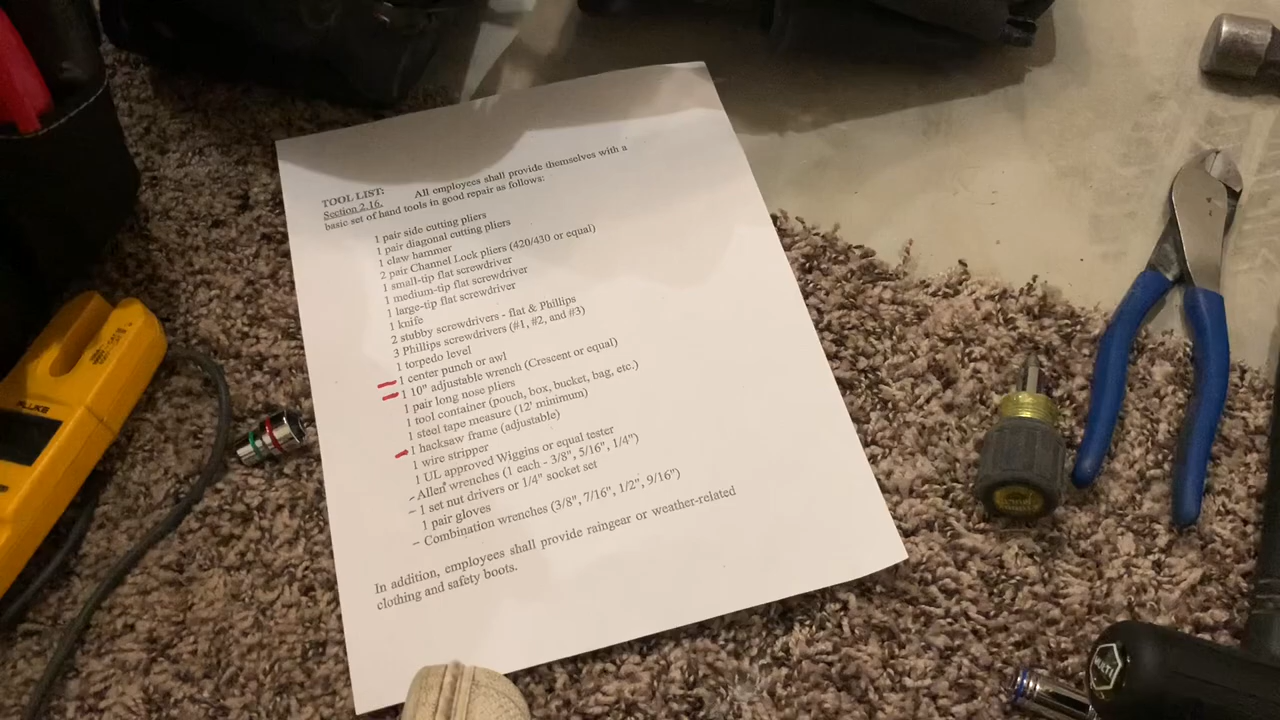 TOOL LIST: All employees shall provide themselves with a
Section 2.16. basic set of hand tools in good repair as follows:
1 pair side cutting pliers
1 pair diagonal cutting pliers
1 claw hammer
2 pair Channel Lock pliers (420/430 or equal)
1 small-tip flat screwdriver
1 medium-tip flat screwdriver
1 large-tip flat screwdriver
1 knife
2 stubby screwdrivers - flat & Phillips
3 Phillips screwdrivers (#1, #2, and #3)
1 torpedo level
1 center punch or awl
1 10" adjustable wrench (Crescent or equal)
1 pair long nose pliers
1 tool container (pouch, box, bucket, bag, etc.)
1 steel tape measure (12' minimum)
1 hacksaw frame (adjustable)
1 wire stripper
1 UL approved Wiggins or equal tester
- Allen wrenches (1 each - 3/8", 5/16", 1/4")
- 1 set nut drivers or 1/4" socket set
1 pair gloves
- Combination wrenches (3/8", 7/16", 1/2", 9/16")
In addition, employees shall provide raingear or weather-related
clothing and safety boots.
FLUKE
MULTI